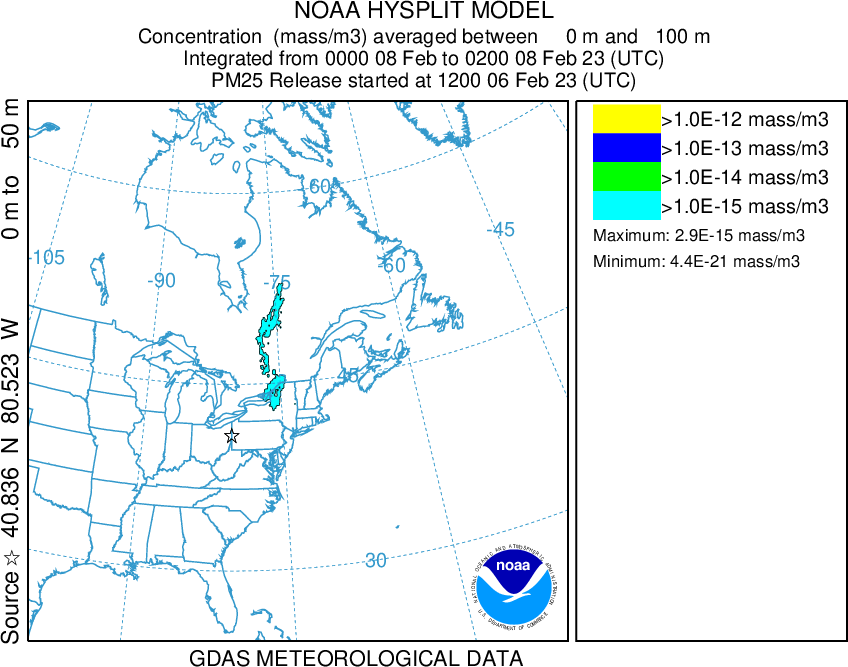 NOAA HYSPLIT MODEL
Concentration (mass/m3) averaged between 0 m and 100 m
Integrated from 0000 08 Feb to 0200 08 Feb 23 (UTC)
PM25 Release started at 1200 06 Feb 23 (UTC)
Source ☆ 40.836 N 80.523 W 0 m to 50 m
>1.0E-12 mass/m3
>1.0E-13 mass/m3
>1.0E-14 mass/m3
>1.0E-15 mass/m3
Maximum: 2.9E-15 mass/m3
Minimum: 4.4E-21 mass/m3
60
-45
-105
-60
-90
-75
45
30
NATIONAL OCEANIC AND ATMOSPHERIC ADMINISTRATION
noaa
U.S. DEPARTMENT OF COMMERCE
GDAS METEOROLOGICAL DATA